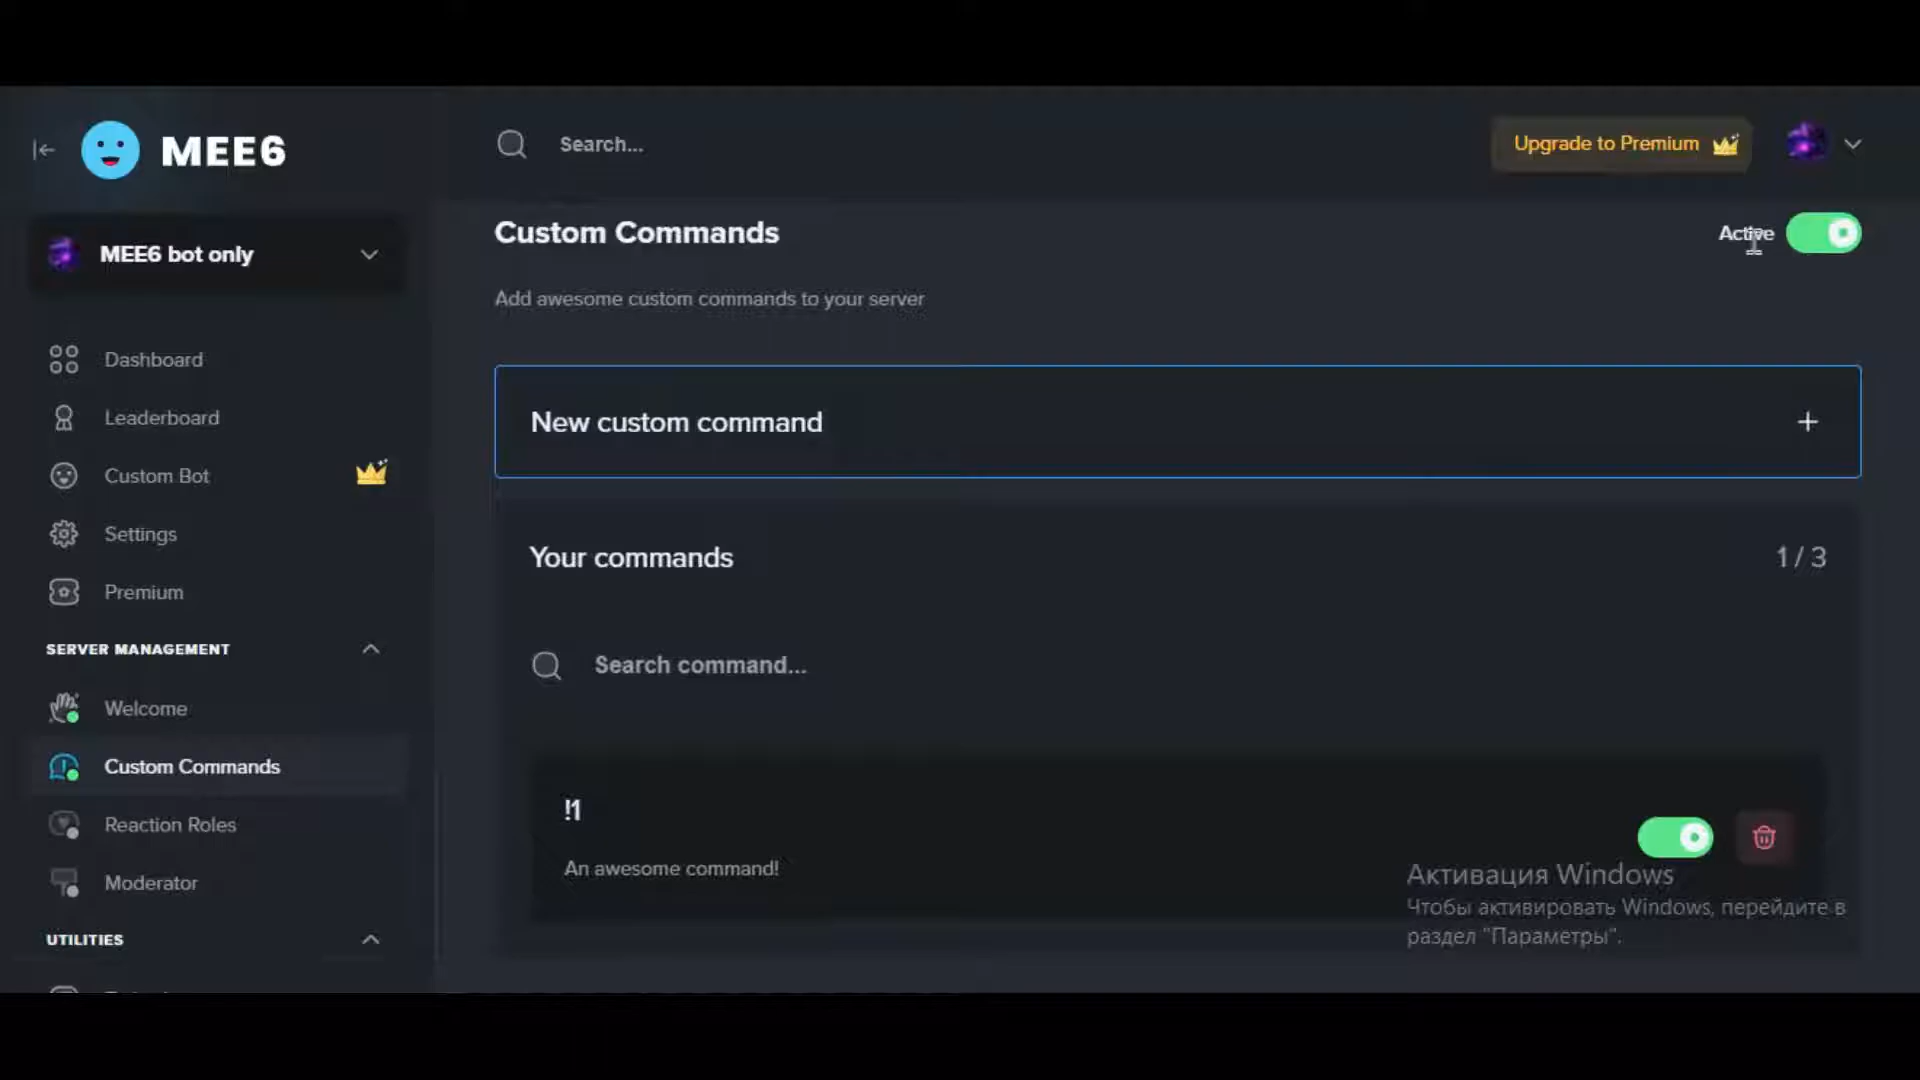 MEE6
Search...
Upgrade to Premium
MEE6 bot only
Custom Commands
Active
Add awesome custom commands to your server
Dashboard
Leaderboard
Custom Bot
Settings
Premium
New custom command
+
Your commands
1 / 3
SERVER MANAGEMENT
Search command...
Welcome
Custom Commands
Reaction Roles
Moderator
!1
An awesome command!
UTILITIES
Активация Windows
Чтобы активировать Windows, перейдите в
раздел "Параметры".